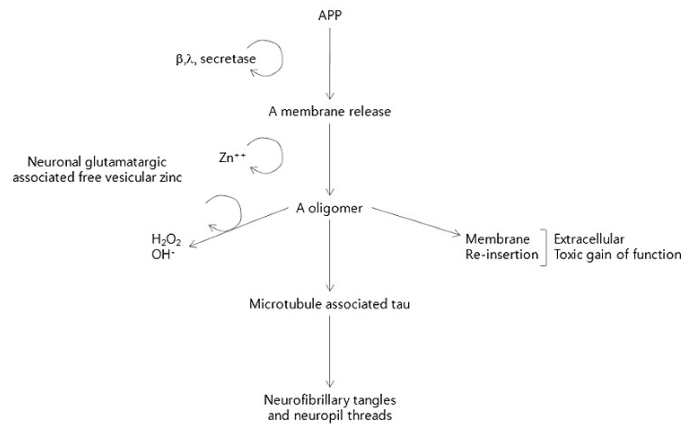 APP
β,λ, secretase
A membrane release
Neuronal glutamatargic
associated free vesicular zinc
Zn⁺⁺
A oligomer
H₂O₂
OH⁻
Membrane
Re-insertion
Extracellular
Toxic gain of function
Microtubule associated tau
Neurofibrillary tangles
and neuropil threads